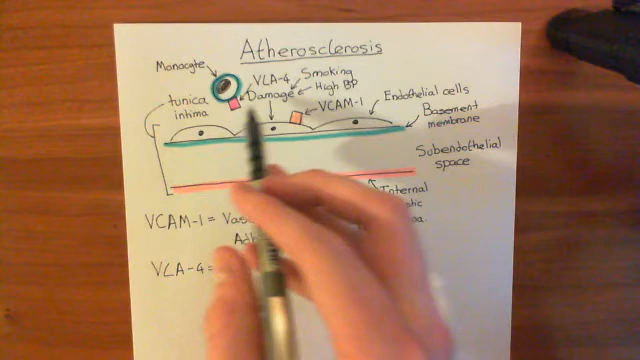 Atherosclerosis
Monocyte
VLA-4
Smoking
Damage
High BP
tunica
intima
VCAM-1
Endothelial cells
Basement
membrane
Subendothelial
space
Internal
VCAM-1 =
VLA-4 =